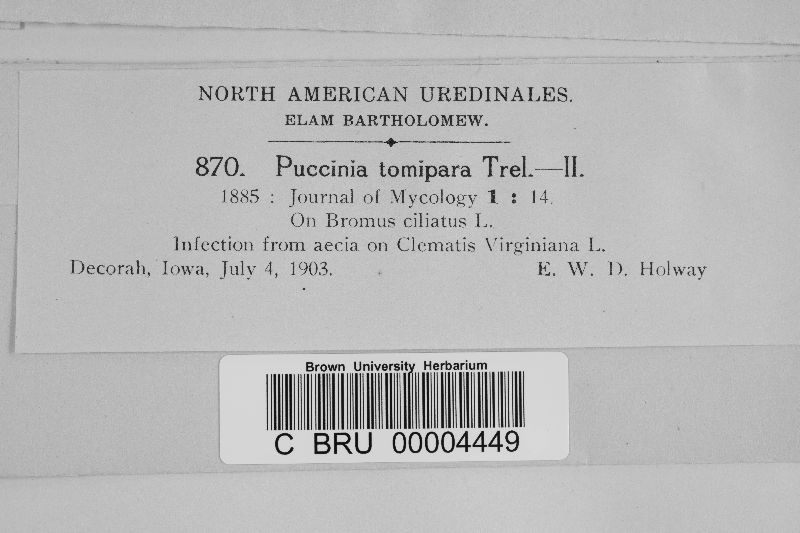 NORTH AMERICAN UREDINALES.
ELAM BARTHOLOMEW.
870. Puccinia tomipara Trel.—II.
1885 : Journal of Mycology 1 : 14.
On Bromus ciliatus L.
Infection from aecia on Clematis Virginiana L.
Decorah, Iowa, July 4, 1903. E. W. D. Holway
Brown University Herbarium
C BRU 00004449